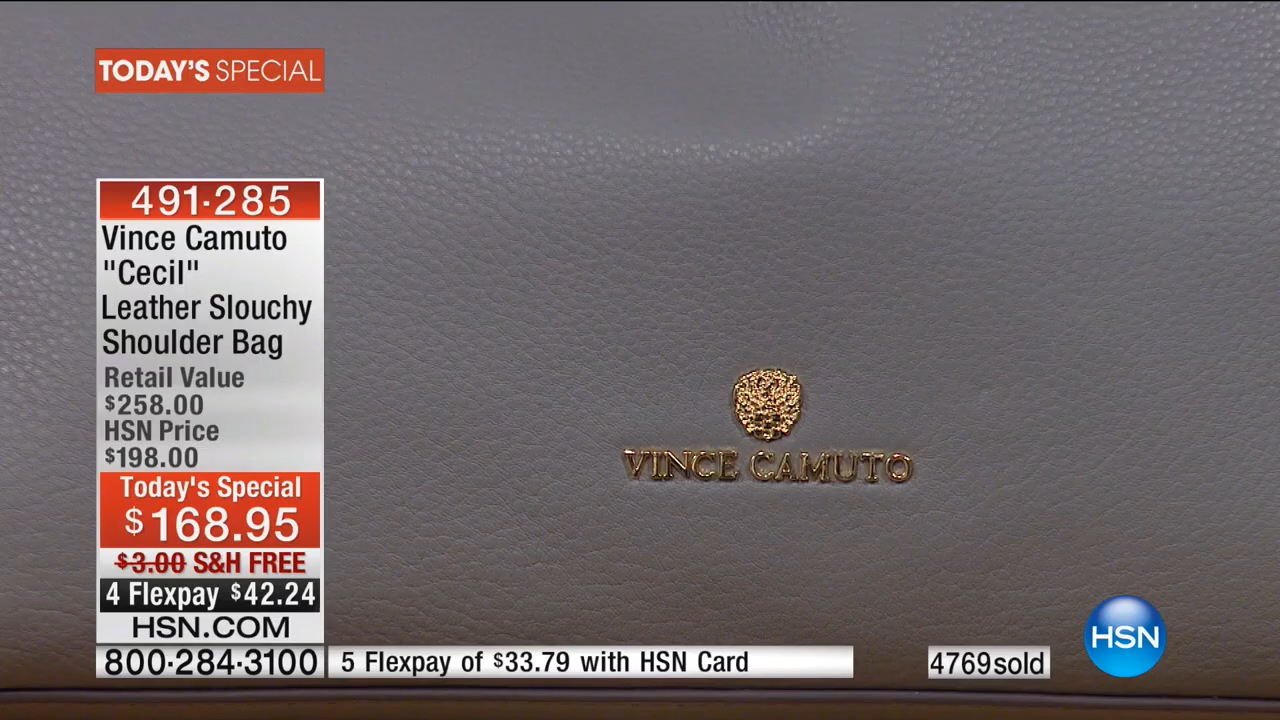 TODAY'S SPECIAL
491·285
Vince Camuto
"Cecil"
Leather Slouchy
Shoulder Bag
Retail Value
$258.00
HSN Price
$198.00
Today's Special
$168.95
$3.00 S&H FREE
4 Flexpay $42.24
HSN.COM
800·284·3100
5 Flexpay of $33.79 with HSN Card
4769sold
HSN
VINCE CAMUTO